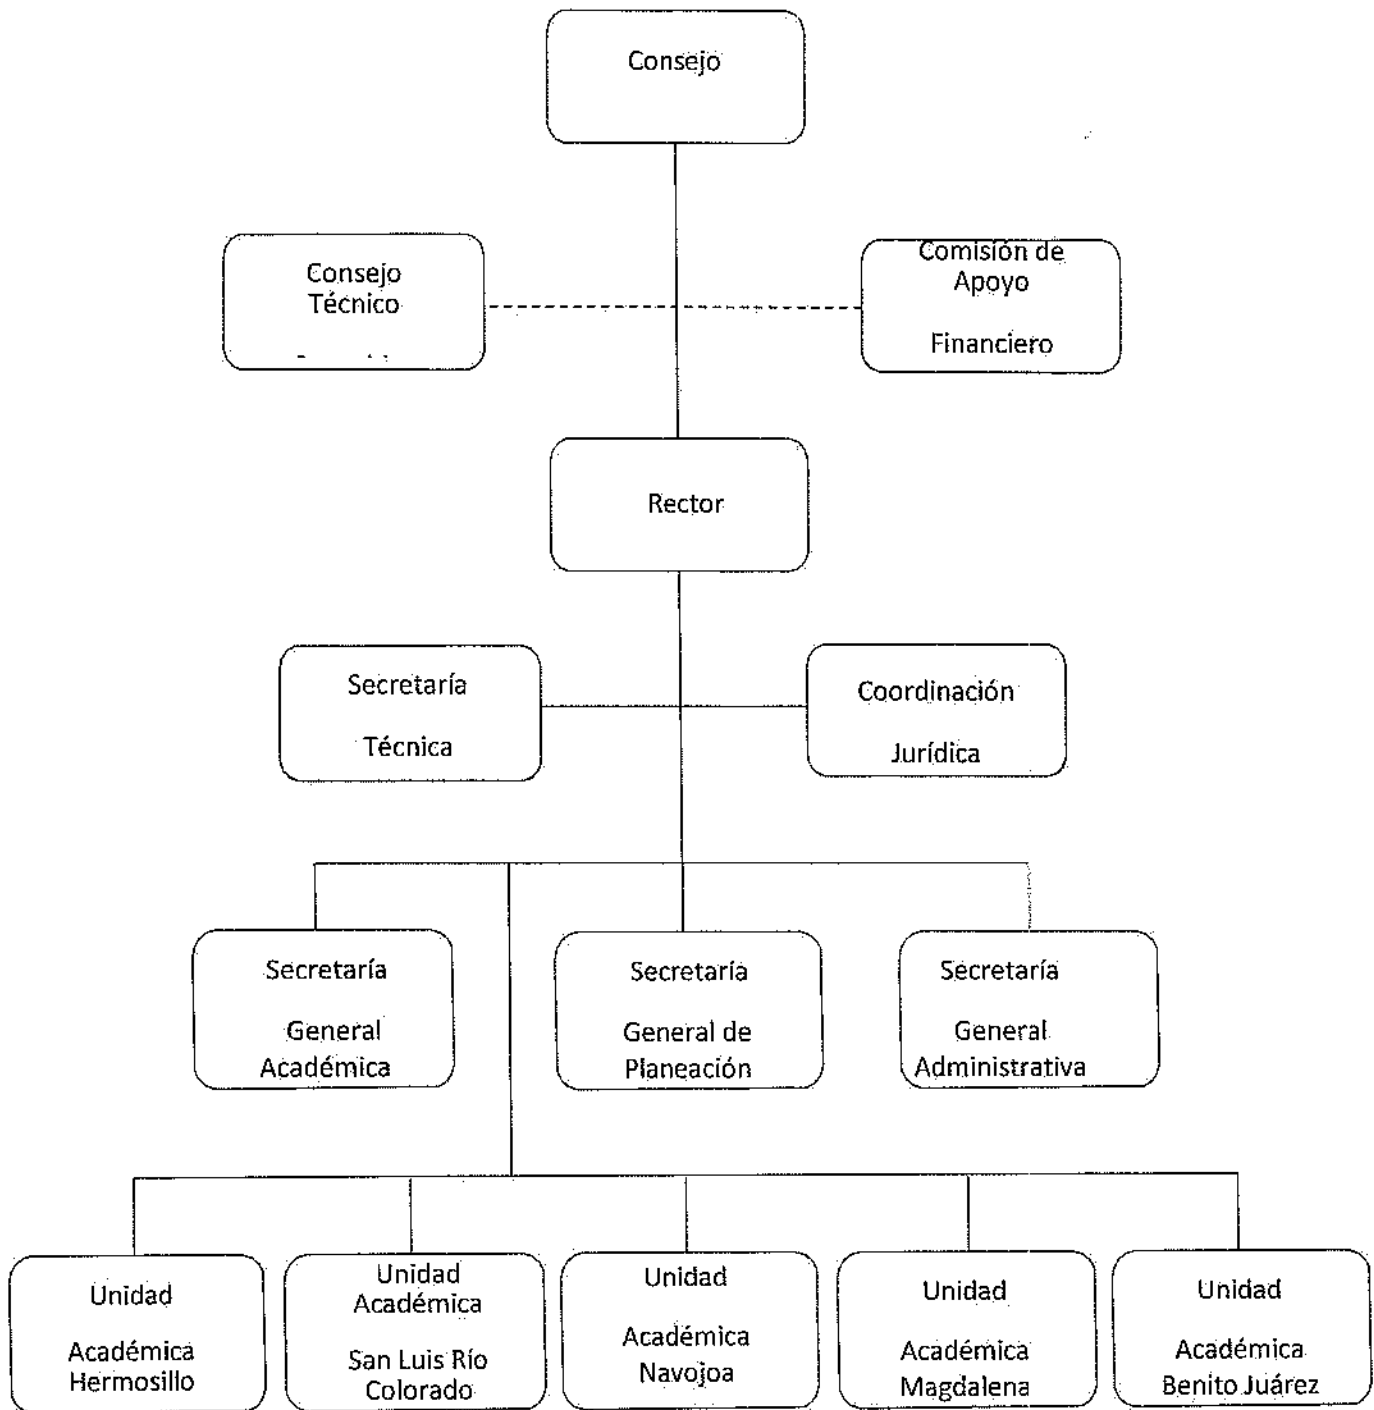 Consejo
Consejo
Técnico
Comisión de
Apoyo
Financiero
Rector
Secretaría
Técnica
Coordinación
Jurídica
Secretaría
General
Académica
Secretaría
General de
Planeación
Secretaría
General
Administrativa
Unidad
Académica
Hermosillo
Unidad
Académica
San Luis Río
Colorado
Unidad
Académica
Navojoa
Unidad
Académica
Magdalena
Unidad
Académica
Benito Juárez